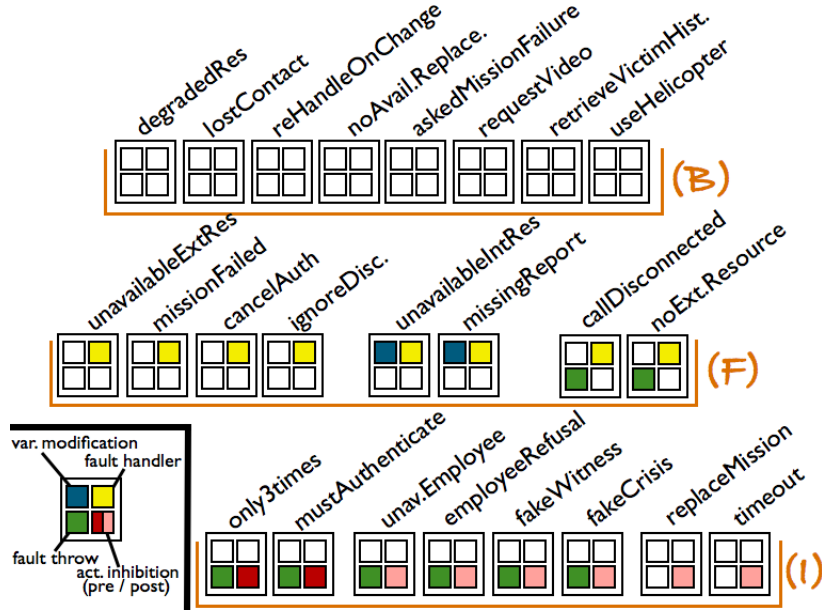 degradedRes
lostContact
reHandleOnChange
noAvail.Replace.
askedMissionFailure
requestVideo
retrieveVictimHist.
useHelicopter
(B)
unavailableExtRes
missionFailed
cancelAuth
ignoreDisc.
unavailableIntRes
missingReport
callDisconnected
noExt.Resource
(F)
var. modification
fault handler
fault throw
act. inhibition
(pre / post)
only3times
mustAuthenticate
unav.Employee
employeeRefusal
fakeWitness
fakeCrisis
replaceMission
timeout
(I)